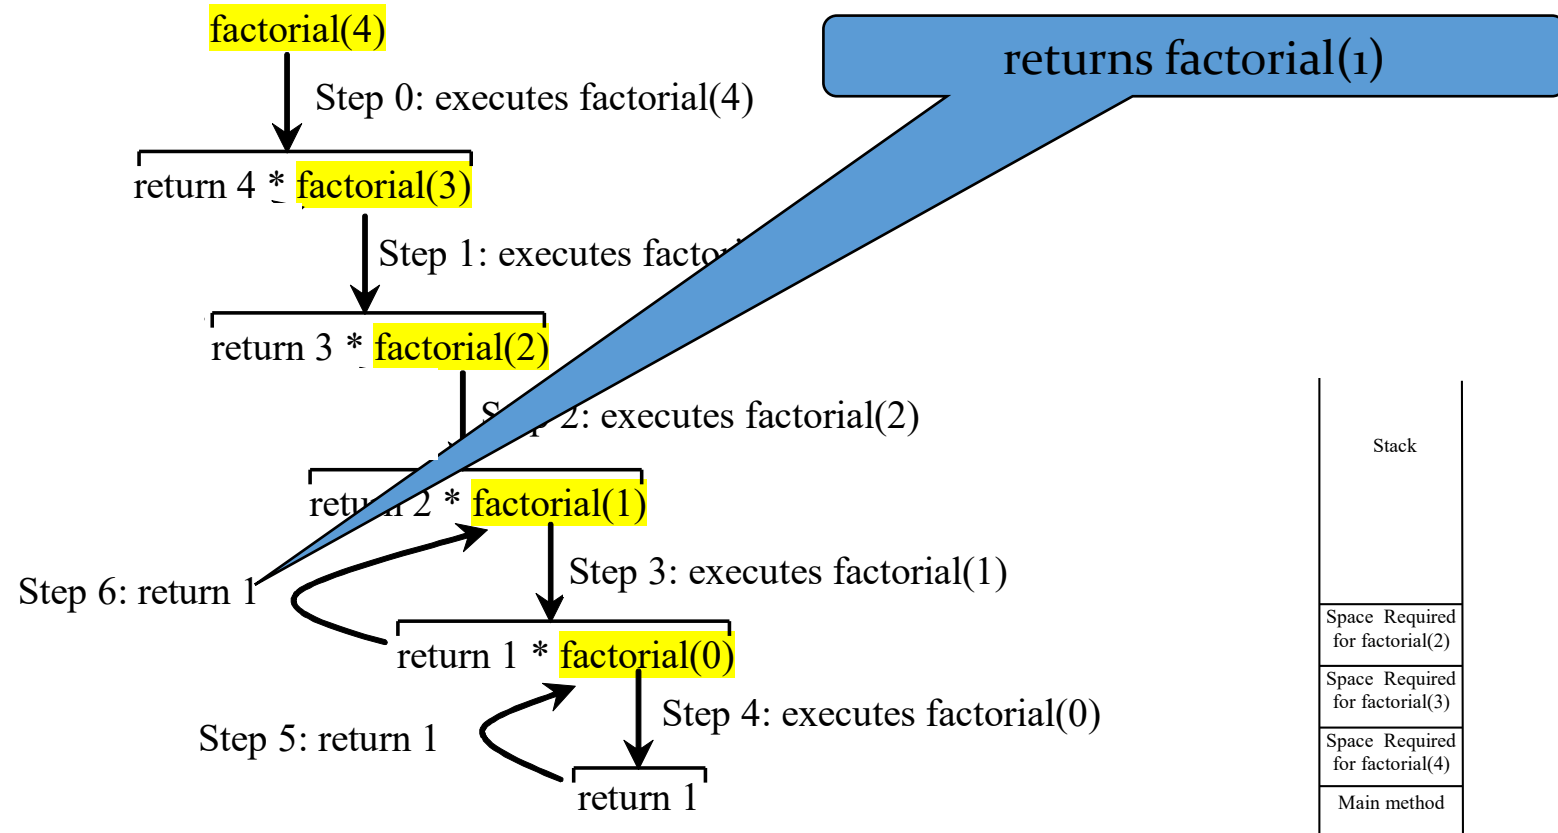 factorial(4)
returns factorial(1)
Step 0: executes factorial(4)
return 4 * factorial(3)
Step 1: executes
return 3 * factorial(2)
2: executes factorial(2)
Stack
return 2 * factorial(1)
Step 3: executes factorial(1)
Step 6: return 1
Space Required
for factorial(2)
return 1 * factorial(0)
Space Required
for factorial(3)
Step 4: executes factorial(0)
Step 5: return 1
Space Required
for factorial(4)
return 1
Main method